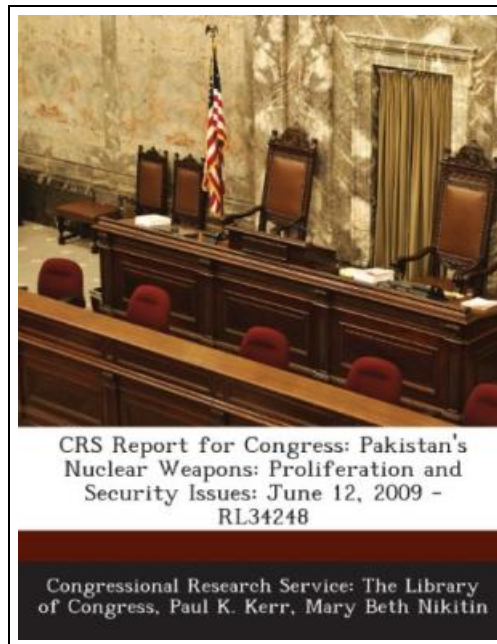 CRS Report for Congress: Pakistan's
Nuclear Weapons: Proliferation and
Security Issues: June 12, 2009 -
RL34248
Congressional Research Service: The Library
of Congress, Paul K. Kerr, Mary Beth Nikitin